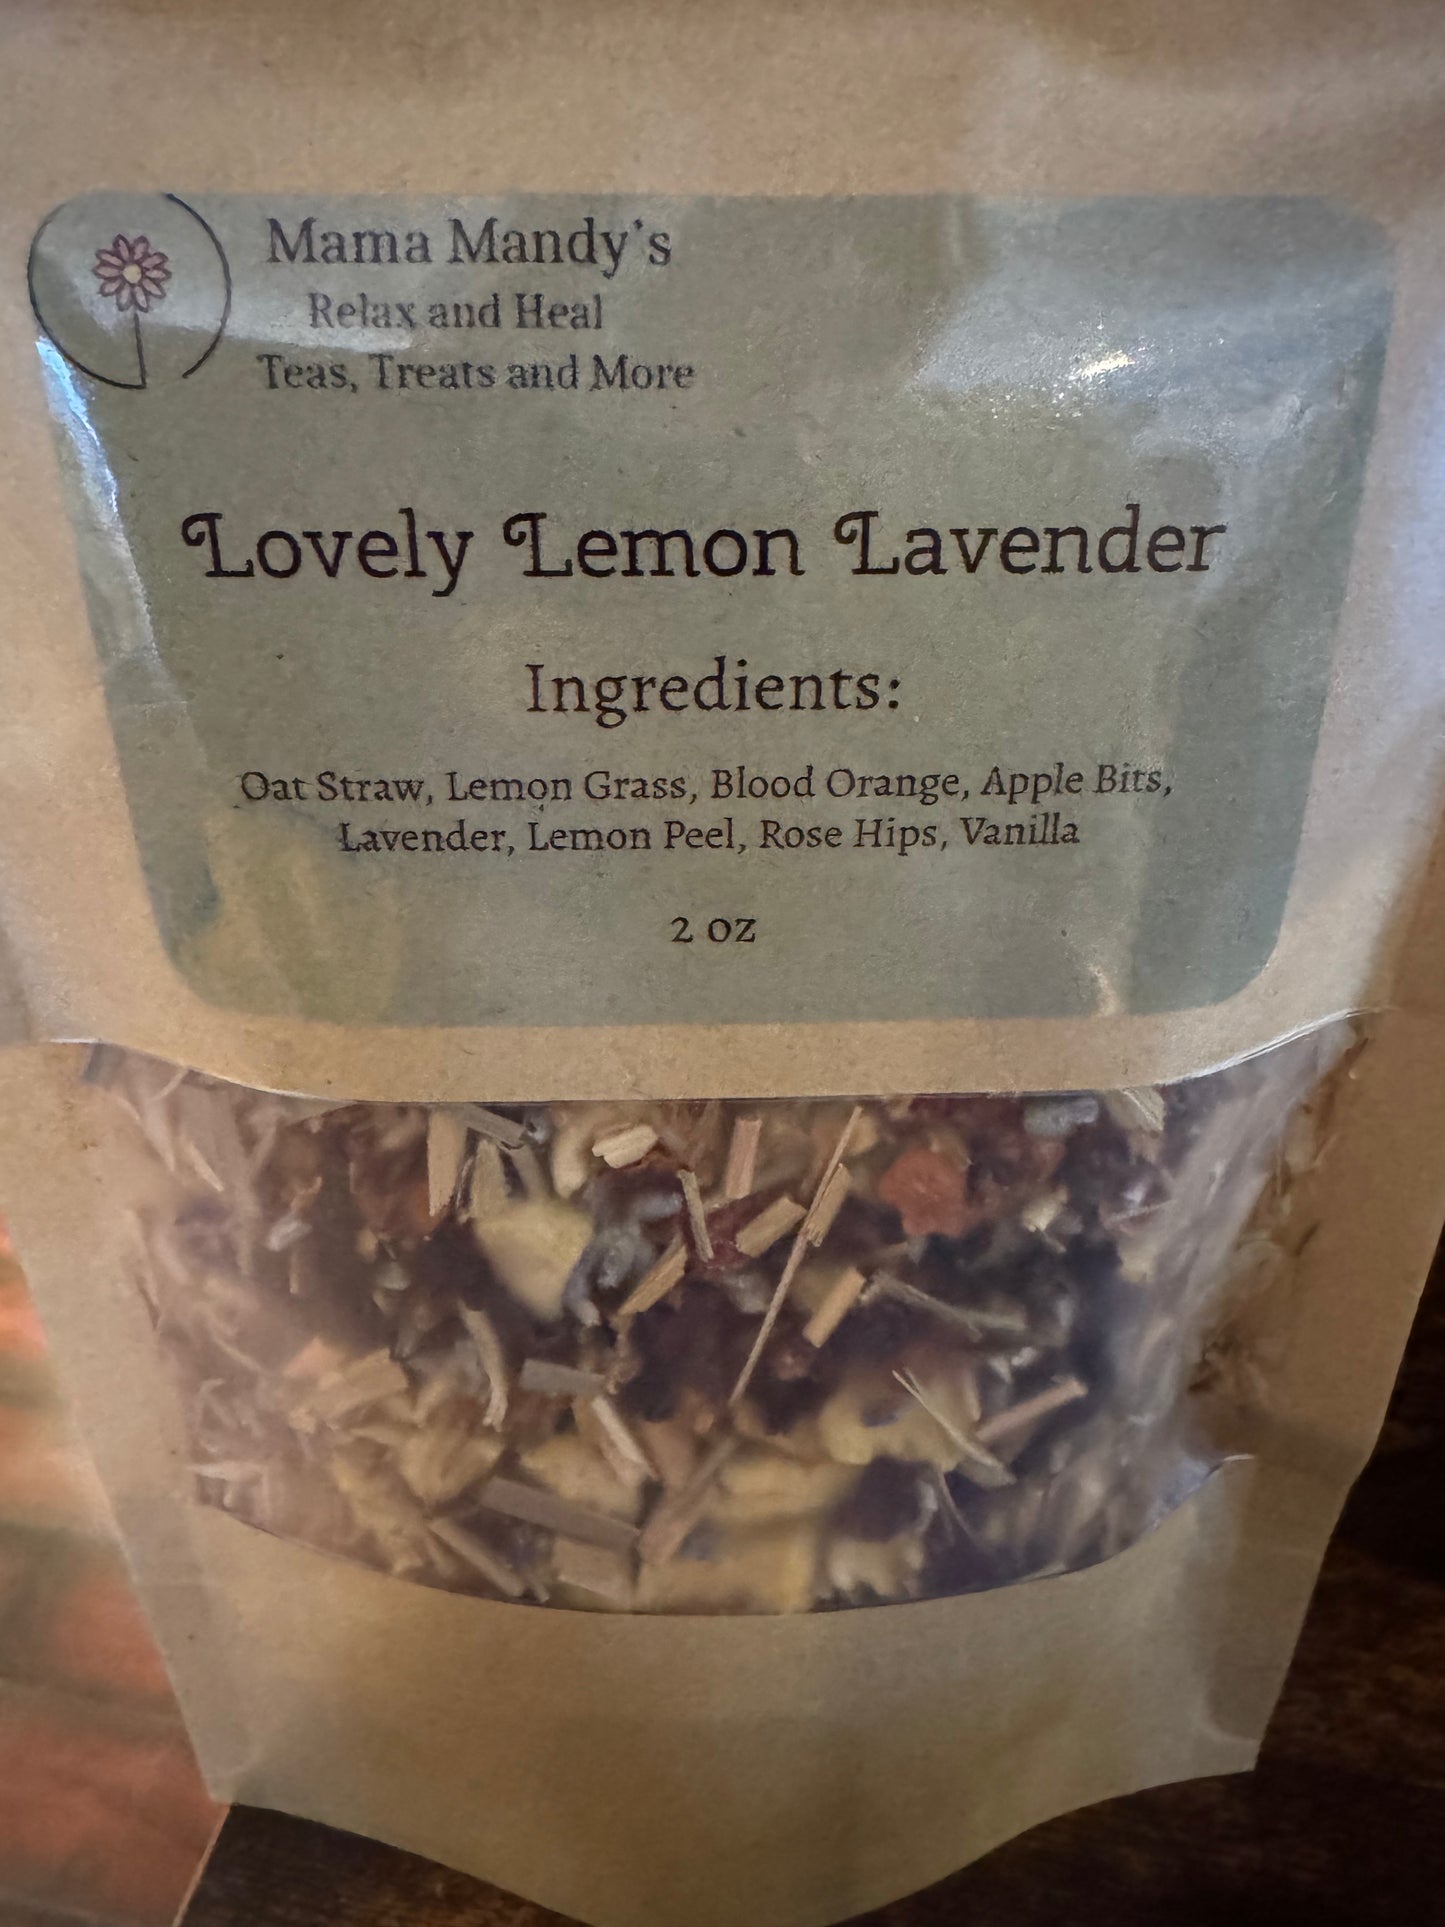 Mama Mandy's
Relax and Heal
Teas, Treats and More
Lovely Lemon Lavender
Ingredients:
Oat Straw, Lemon Grass, Blood Orange, Apple Bits,
Lavender, Lemon Peel, Rose Hips, Vanilla
2 oz